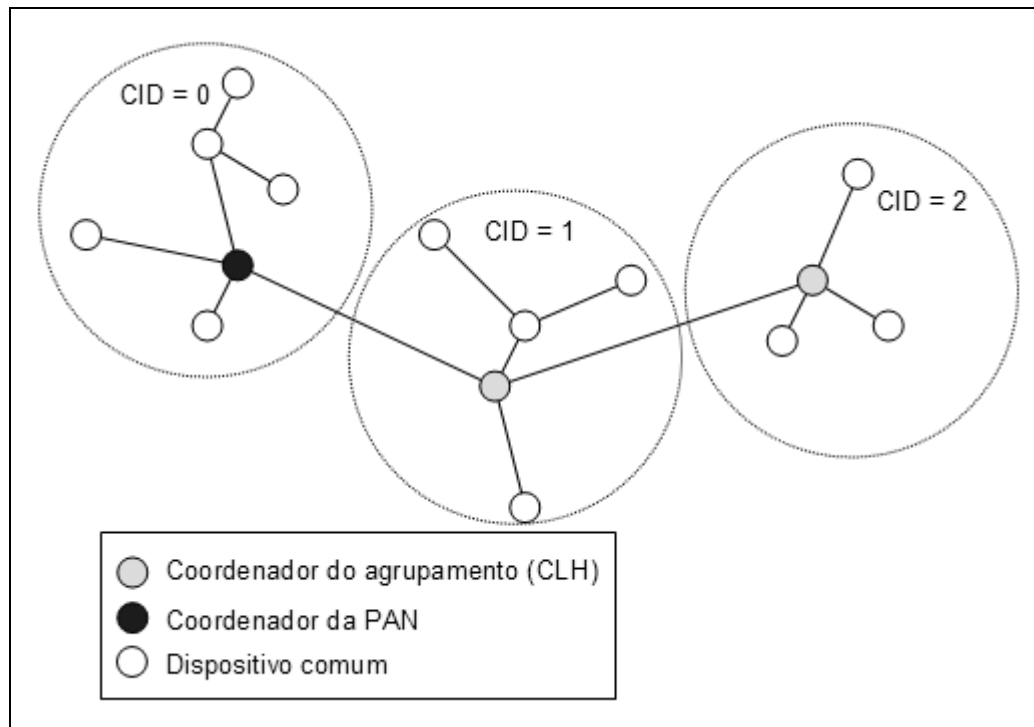 CID = 0
CID = 1
CID = 2
Coordenador do agrupamento (CLH)
Coordenador da PAN
Dispositivo comum